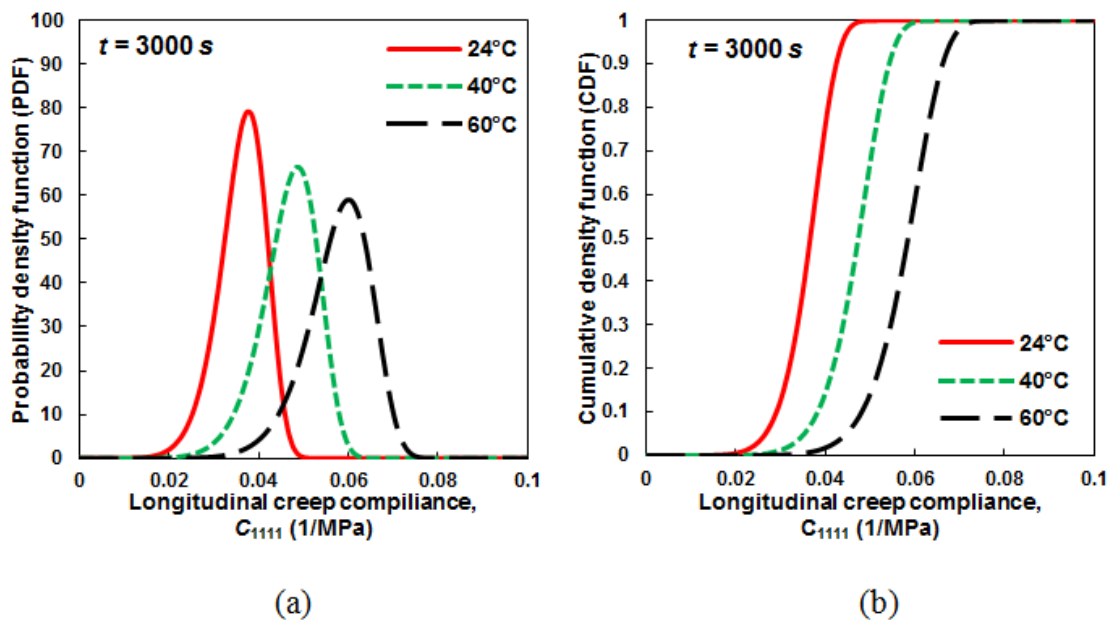 Probability density function (PDF)
100
90
80
70
60
50
40
30
20
10
0
t = 3000 s
24°C
40°C
60°C
0
0.02
0.04
0.06
0.08
0.1
Longitudinal creep compiliance,
C1111 (1/MPa)
(a)
Cumulative density function (CDF)
1
0.9
0.8
0.7
0.6
0.5
0.4
0.3
0.2
0.1
0
t = 3000 s
24°C
40°C
60°C
0
0.02
0.04
0.06
0.08
0.1
Longitudinal creep compliance,
C1111 (1/MPa)
(b)